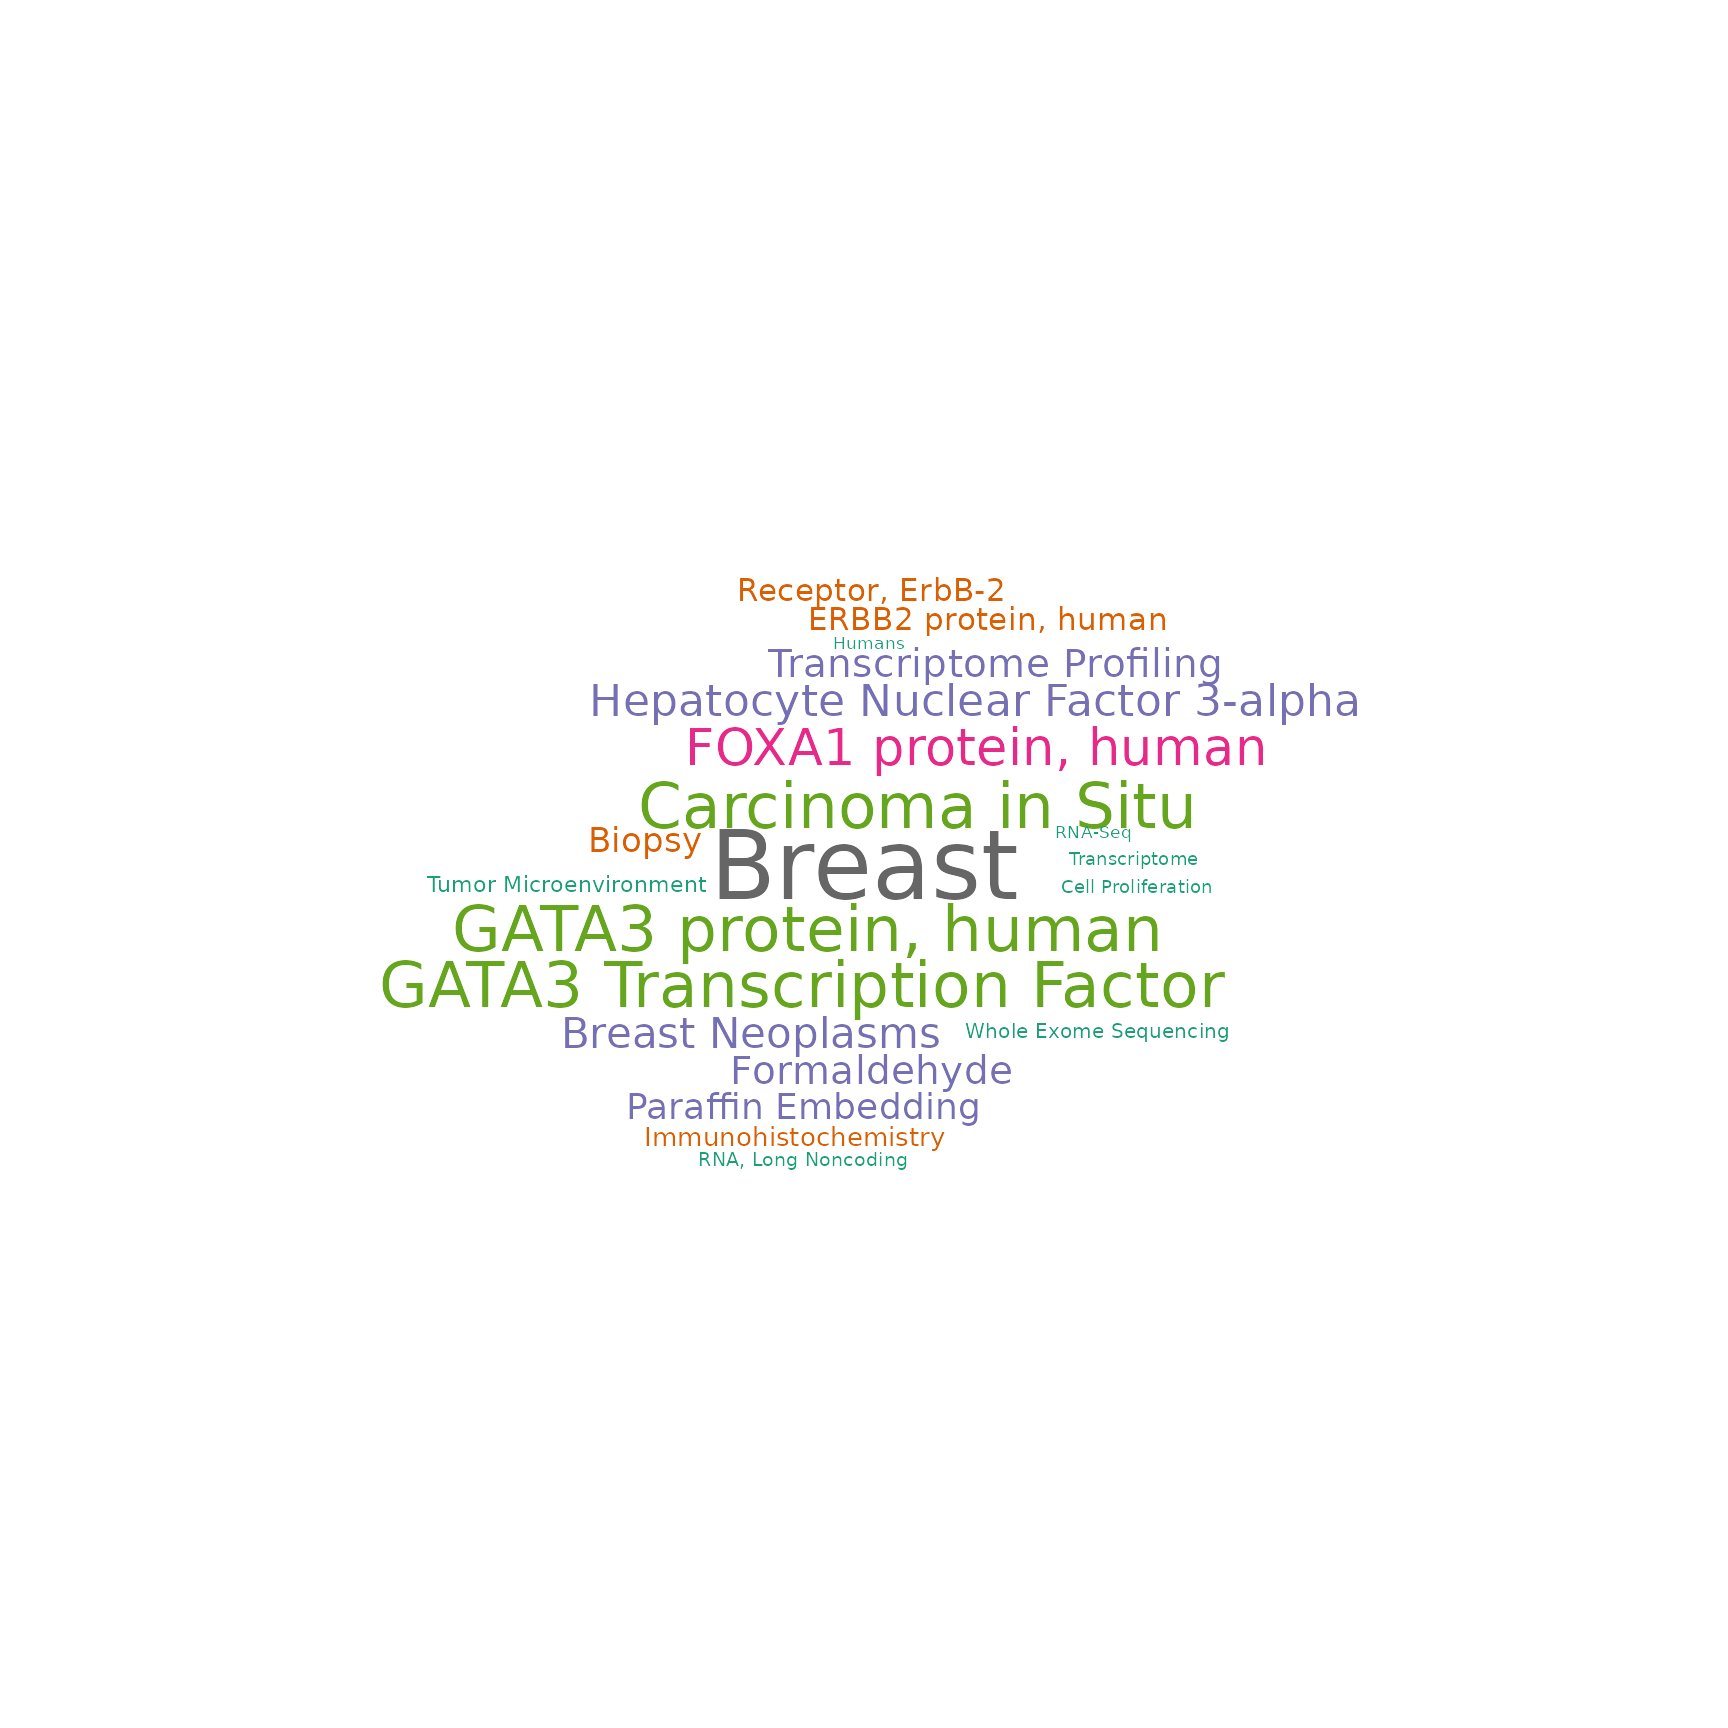 Receptor, ErbB-2
ERBB2 protein, human
Humans
Transcriptome Profiling
Hepatocyte Nuclear Factor 3-alpha
FOXA1 protein, human
Carcinoma in Situ
RNA-Seq
Biopsy
Breast
Transcriptome
Tumor Microenvironment
Cell Proliferation
GATA3 protein, human
GATA3 Transcription Factor
Breast Neoplasms
Whole Exome Sequencing
Formaldehyde
Paraffin Embedding
Immunohistochemistry
RNA, Long Noncoding